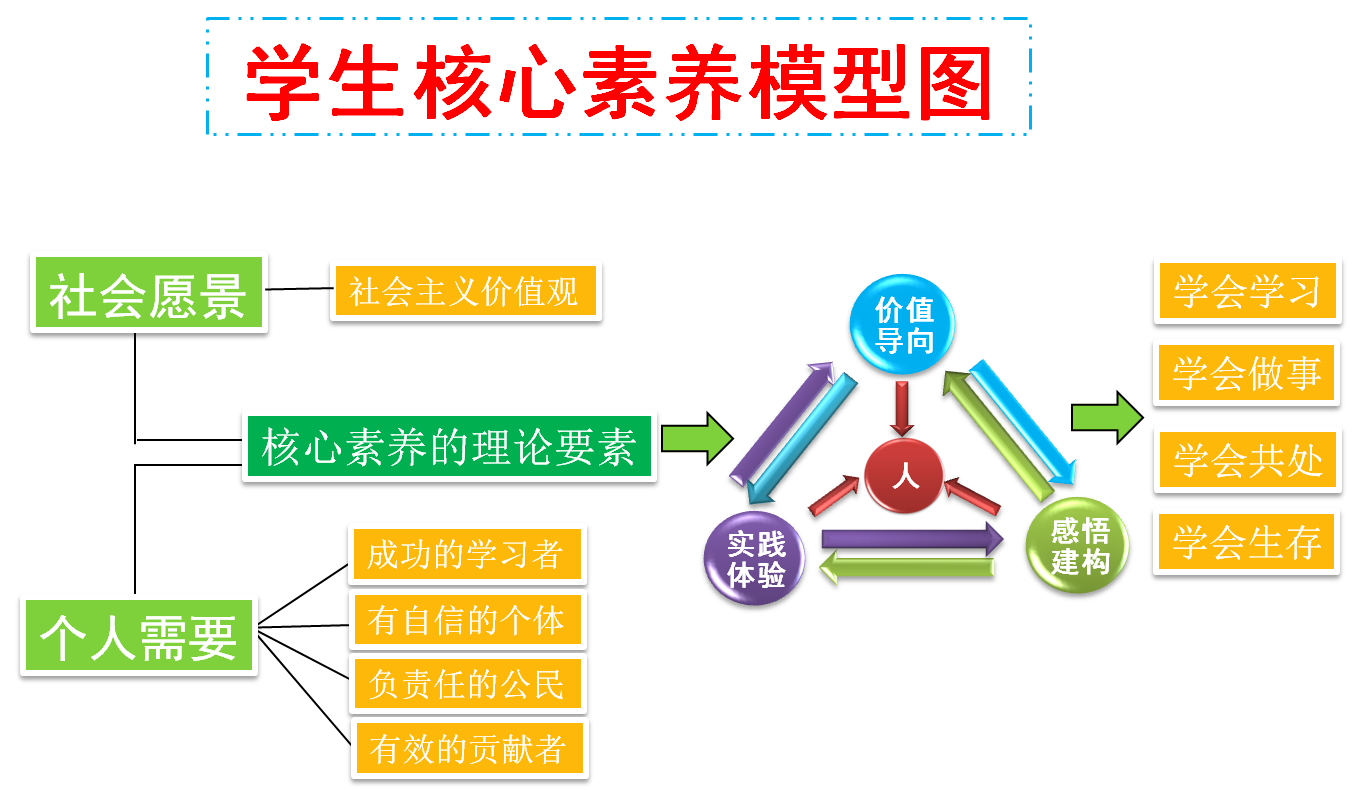 学生核心素养模型图
社会愿景
社会主义价值观
核心素养的理论要素
个人需要
成功的学习者
有自信的个体
负责任的公民
有效的贡献者
价值
导向
人
实践
体验
感悟
建构
学会学习
学会做事
学会共处
学会生存